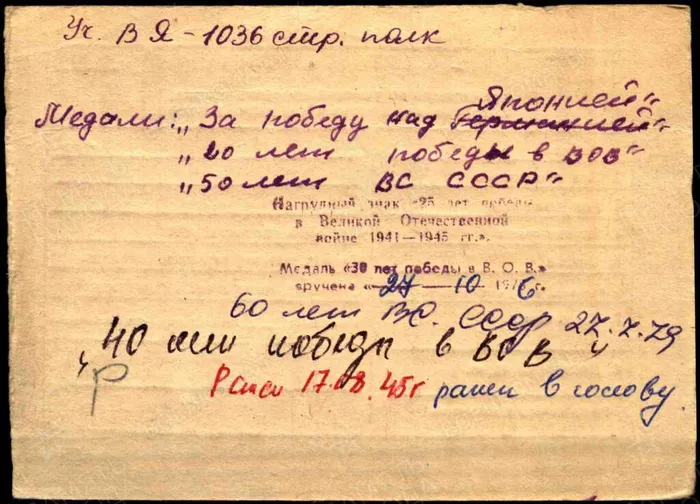 Уч. В Я - 1036 стр. полк
Японией"
Медали: „За победу над Германией"
„20 лет победы в ВОВ"
„50 лет ВС СССР"
Нагрудный знак «25 лет победы
в Великой Отечественной
войне 1941—1945 гг.».
Медаль «30 лет победы в В. О. В.»
вручена «27—10 1976 г.
60 лет ВС. СССР 27.X.79
„40 лет победы в ВОВ"
Р
Ранен 17.08.45г ранен в голову.